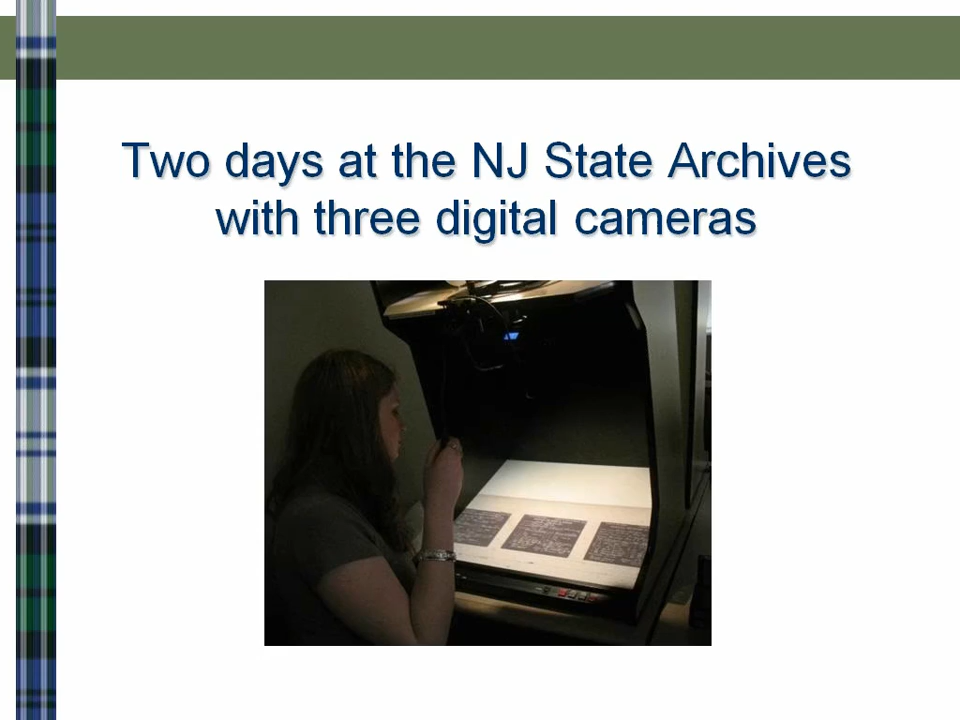 Two days at the NJ State Archives
with three digital cameras